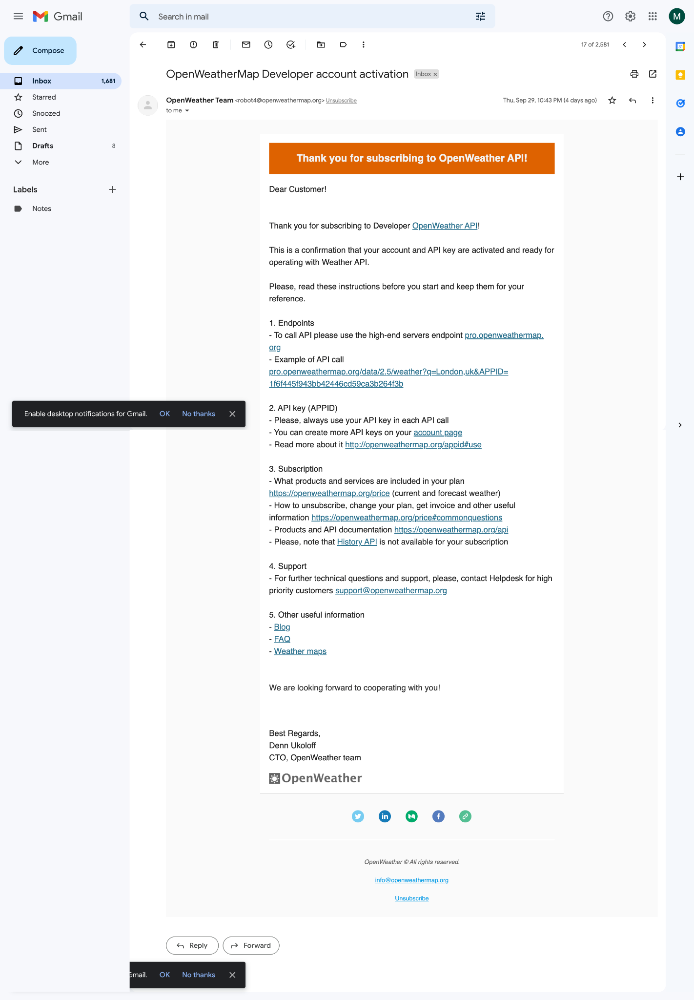 Gmail
Search in mail
M
Compose
17 of 2,581
31
OpenWeatherMap Developer account activation
Inbox ×
Inbox 1,681
Starred
Snoozed
Sent
Drafts 8
More
Labels
Notes
OpenWeather Team <robot4@openweathermap.org> Unsubscribe
Thu, Sep 29, 10:43 PM (4 days ago)
to me
Thank you for subscribing to OpenWeather API!
Dear Customer!
Thank you for subscribing to Developer OpenWeather API!
This is a confirmation that your account and API key are activated and ready for
operating with Weather API.
Please, read these instructions before you start and keep them for your
reference.
1. Endpoints
- To call API please use the high-end servers endpoint pro.openweathermap.
org
- Example of API call
pro.openweathermap.org/data/2.5/weather?q=London,uk&APPID=
1f6f445f943bb42446cd59ca3b264f3b
Enable desktop notifications for Gmail. OK No thanks
2. API key (APPID)
- Please, always use your API key in each API call
- You can create more API keys on your account page
- Read more about it http://openweathermap.org/appid#use
3. Subscription
- What products and services are included in your plan
https://openweathermap.org/price (current and forecast weather)
- How to unsubscribe, change your plan, get invoice and other useful
information https://openweathermap.org/price#commonquestions
- Products and API documentation https://openweathermap.org/api
- Please, note that History API is not available for your subscription
4. Support
- For further technical questions and support, please, contact Helpdesk for high
priority customers support@openweathermap.org
5. Other useful information
- Blog
- FAQ
- Weather maps
We are looking forward to cooperating with you!
Best Regards,
Denn Ukoloff
CTO, OpenWeather team
OpenWeather
in
f
OpenWeather © All rights reserved.
info@openweathermap.org
Unsubscribe
Reply
Forward
Gmail. OK No thanks